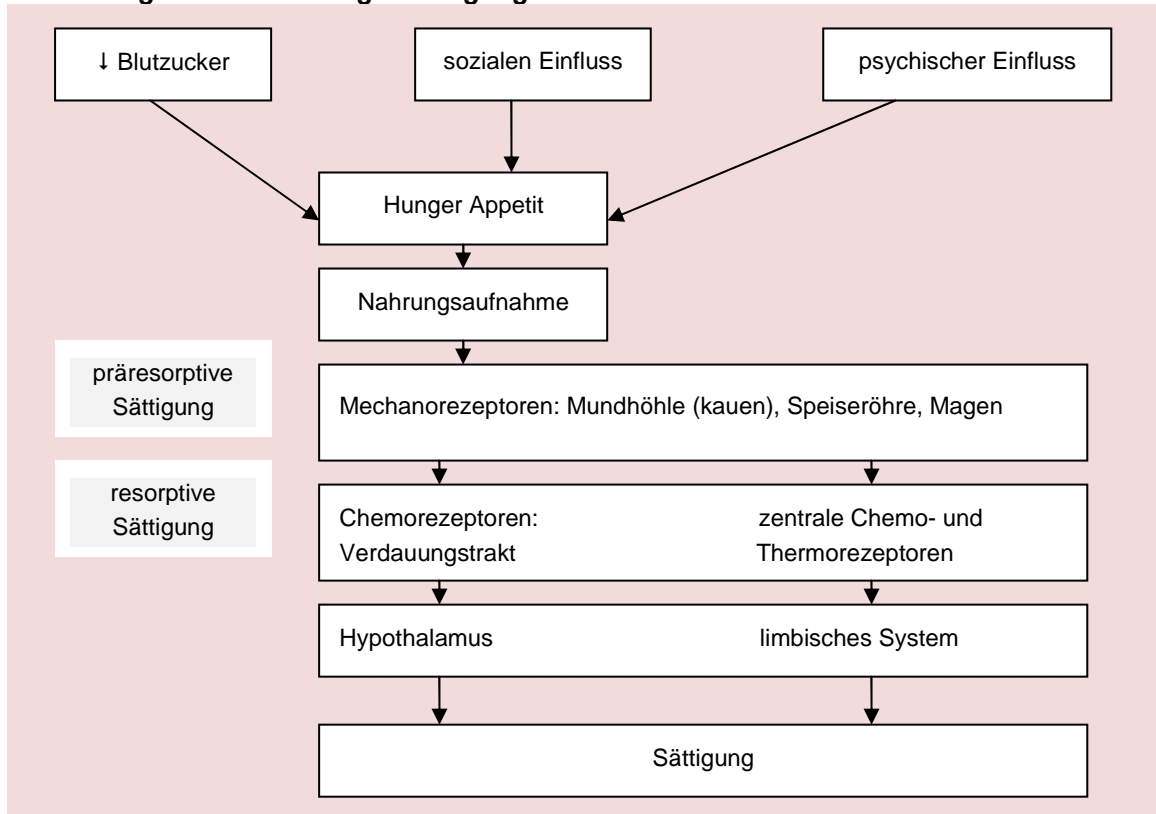 ↓ Blutzucker
sozialen Einfluss
psychischer Einfluss
Hunger Appetit
Nahrungsaufnahme
präresorptive
Sättigung
Mechanorezeptoren: Mundhöhle (kauen), Speiseröhre, Magen
resorptive
Sättigung
Chemorezeptoren:
Verdauungstrakt
zentrale Chemo- und
Thermorezeptoren
Hypothalamus
limbisches System
Sättigung